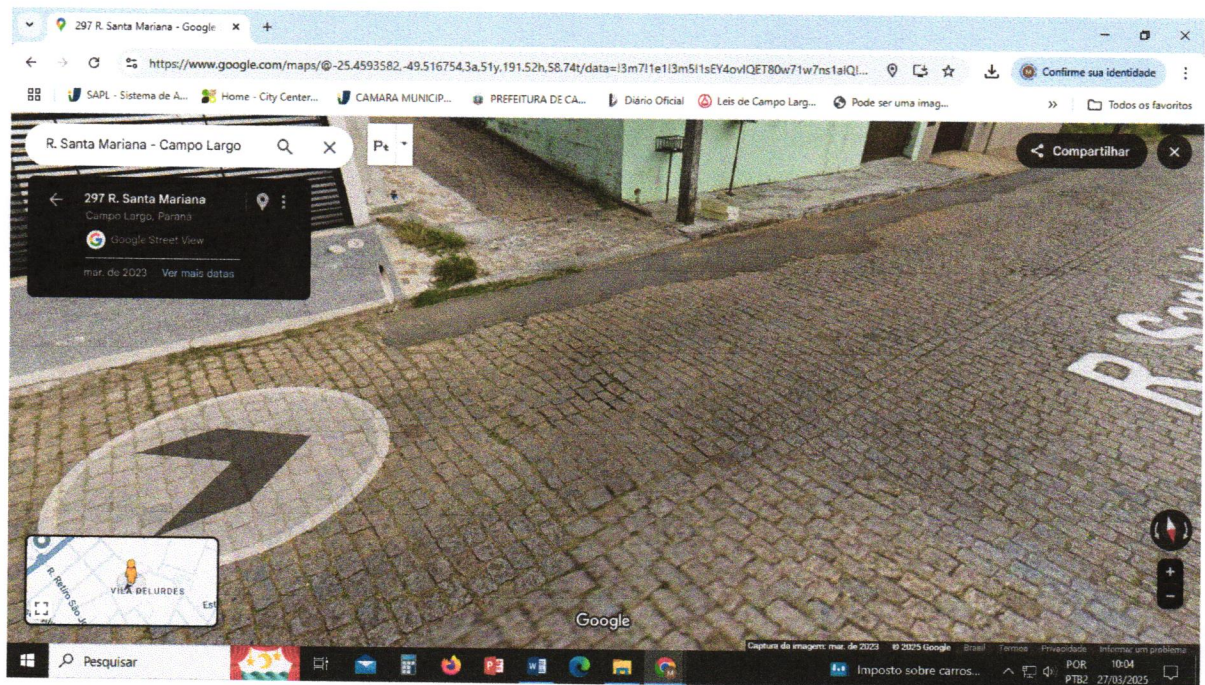 297 R. Santa Mariana - Google
https://www.google.com/maps/@-25.4593582,-49.516754,3a,51y,191.52h,58.74t/data=!3m7!1e1!3m5!1sEY4ovIQET80w71w7ns1aIQ!...
Confirme sua identidade
SAPL - Sistema de A...
Home - City Center...
CAMARA MUNICIP...
PREFEITURA DE CA...
Diário Oficial
Leis de Campo Larg...
Pode ser uma imag...
»
Todos os favoritos
R. Santa Mariana - Campo Largo
Pt
Compartilhar
297 R. Santa Mariana
Campo Largo, Paraná
Google Street View
mar. de 2023 Ver mais datas
R. San
VILA DELURDES
R. Retiro São J
Est
Google
Captura da imagem: mar. de 2023 © 2025 Google Brasil Termos Privacidade Informar um problema
Pesquisar
Imposto sobre carros...
POR
PTB2
10:04
27/03/2025